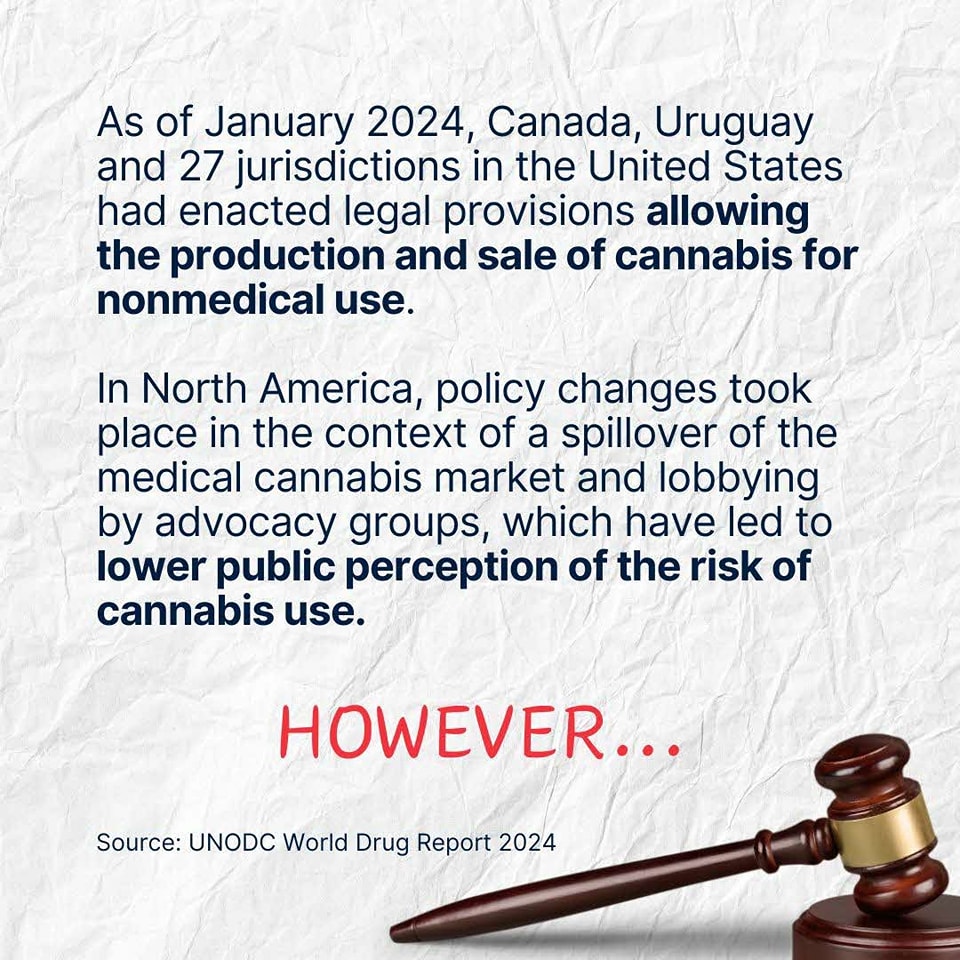 As of January 2024, Canada, Uruguay
and 27 jurisdictions in the United States
had enacted legal provisions allowing
the production and sale of cannabis for
nonmedical use.
In North America, policy changes took
place in the context of a spillover of the
medical cannabis market and lobbying
by advocacy groups, which have led to
lower public perception of the risk of
cannabis use.
HOWEVER...
Source: UNODC World Drug Report 2024